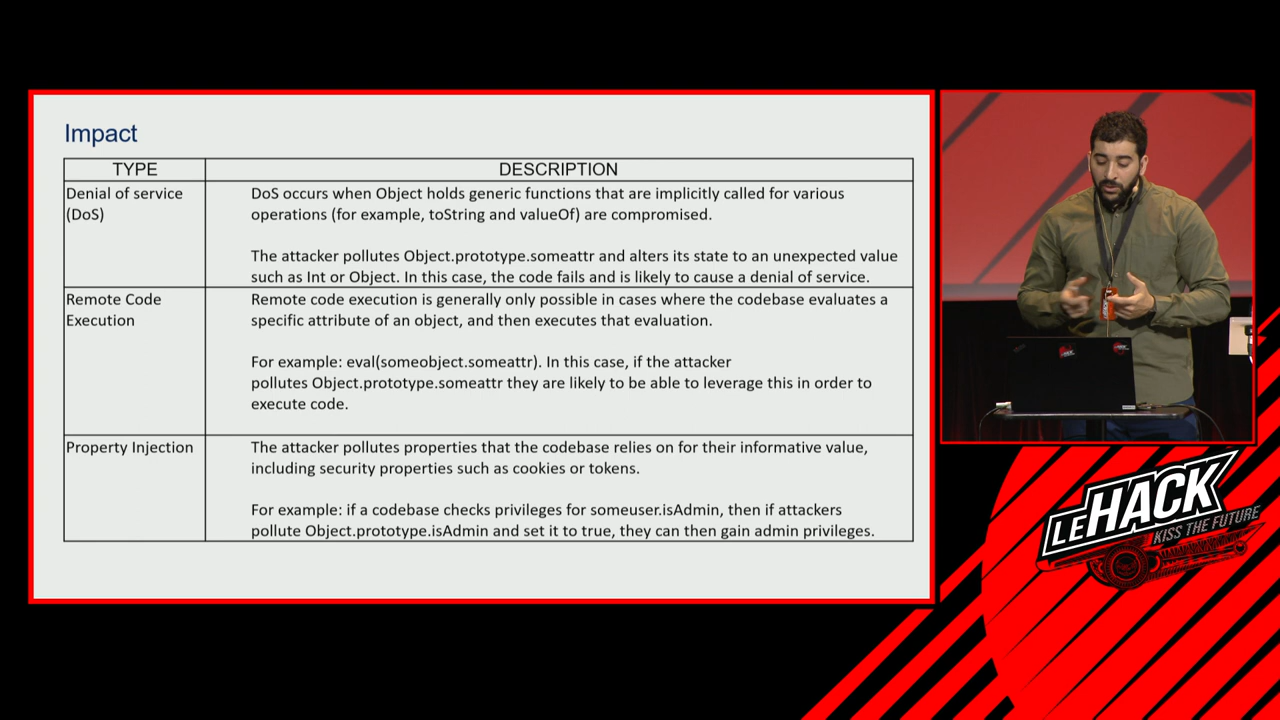 Impact
TYPE
DESCRIPTION
Denial of service
(DoS)
DoS occurs when Object holds generic functions that are implicitly called for various
operations (for example, toString and valueOf) are compromised.
The attacker pollutes Object.prototype.someattr and alters its state to an unexpected value
such as Int or Object. In this case, the code fails and is likely to cause a denial of service.
Remote Code
Execution
Remote code execution is generally only possible in cases where the codebase evaluates a
specific attribute of an object, and then executes that evaluation.
For example: eval(someobject.someattr). In this case, if the attacker
pollutes Object.prototype.someattr they are likely to be able to leverage this in order to
execute code.
Property Injection
The attacker pollutes properties that the codebase relies on for their informative value,
including security properties such as cookies or tokens.
For example: if a codebase checks privileges for someuser.isAdmin, then if attackers
pollute Object.prototype.isAdmin and set it to true, they can then gain admin privileges.
LEHACK
KISS THE FUTURE